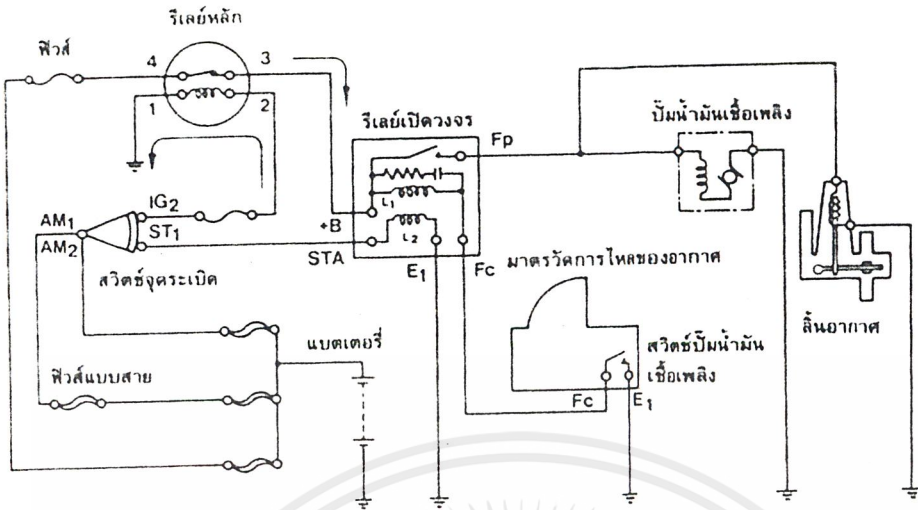 รีเลย์หลัก
ฟิวส์
4
3
1
2
รีเลย์เปิดวงจร
Fp
ปั๊มน้ำมันเชื้อเพลิง
IG2
ST1
AM1
AM2
+B
L1
L2
STA
E1
Fc
สวิตช์จุดระเบิด
มาตรวัดการไหลของอากาศ
ลิ้นอากาศ
แบตเตอรี่
สวิตช์ปั๊มน้ำมัน
เชื้อเพลิง
ฟิวส์แบบสาย
Fc
E1